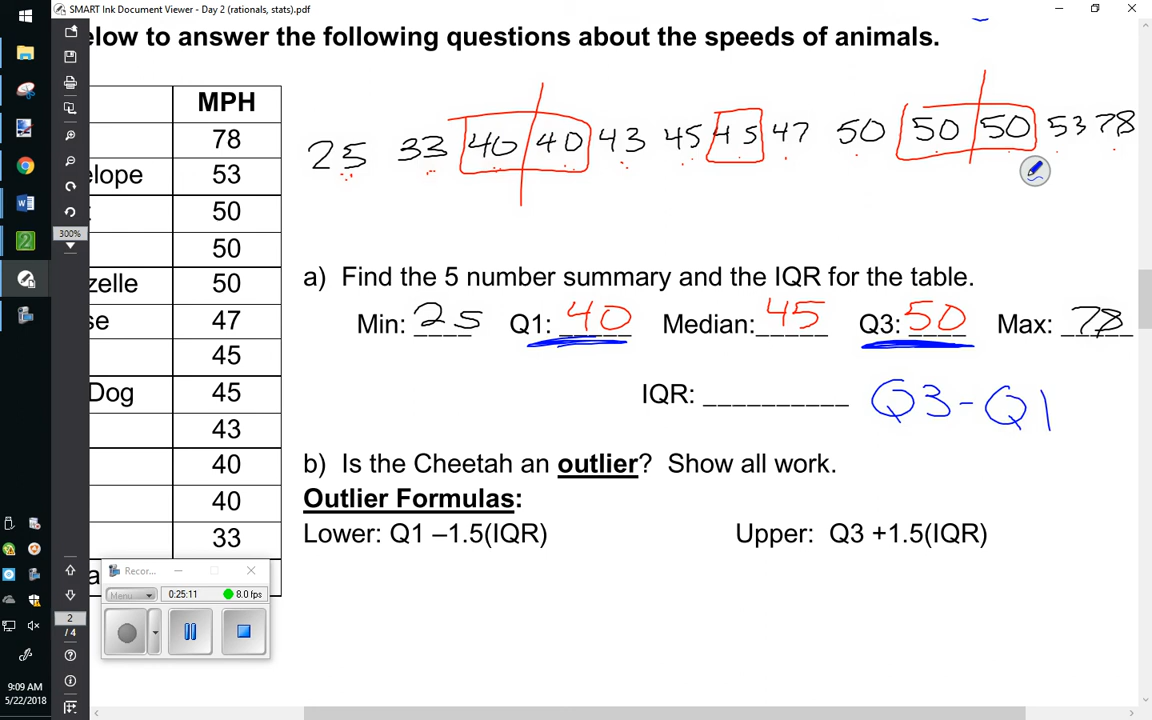 SMART Ink Document Viewer - Day 2 (rationals, stats).pdf
elow to answer the following questions about the speeds of animals.
MPH
78
elope 53
50
50
zelle 50
se 47
45
Dog 45
43
40
40
33
a
25 33 40 40 43 45 45 47 50 50 50 53 78
a) Find the 5 number summary and the IQR for the table.
Min: 25 Q1: 40 Median: 45 Q3: 50 Max: 78
IQR: __________ Q3-Q1
b) Is the Cheetah an outlier? Show all work.
Outlier Formulas:
Lower: Q1 –1.5(IQR) Upper: Q3 +1.5(IQR)
300%
2
/ 4
Recor...
Menu 0:25:11 8.0 fps
9:09 AM
5/22/2018